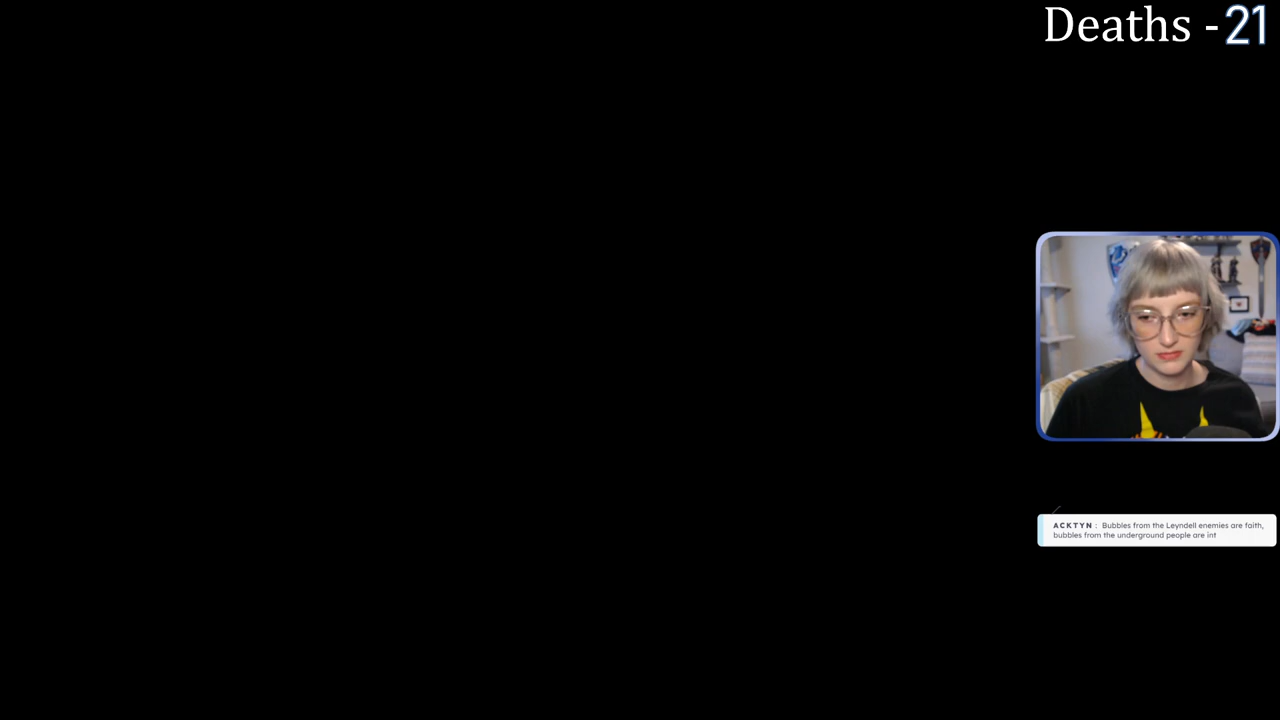 Deaths - 21
ACKTYN : Bubbles from the Leyndell enemies are faith,
bubbles from the underground people are int